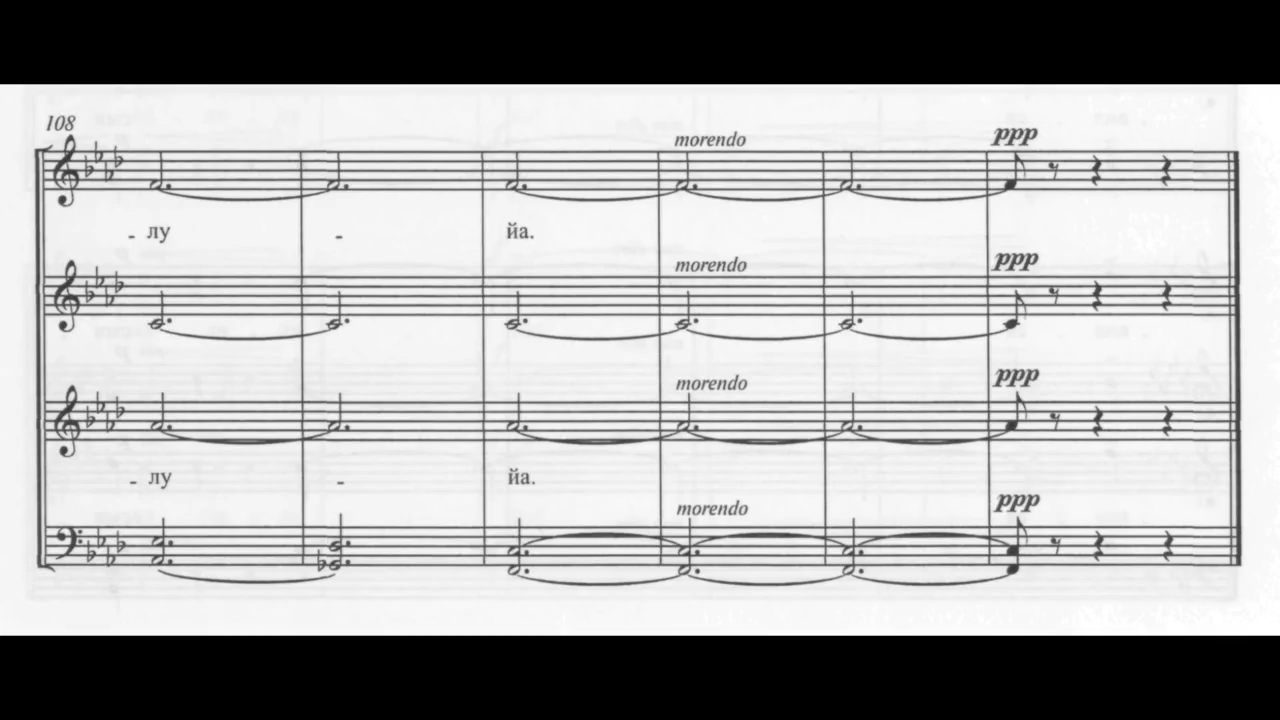 108
morendo
ppp
- лу - йа.
morendo
ppp
morendo
ppp
- лу - йа.
morendo
ppp